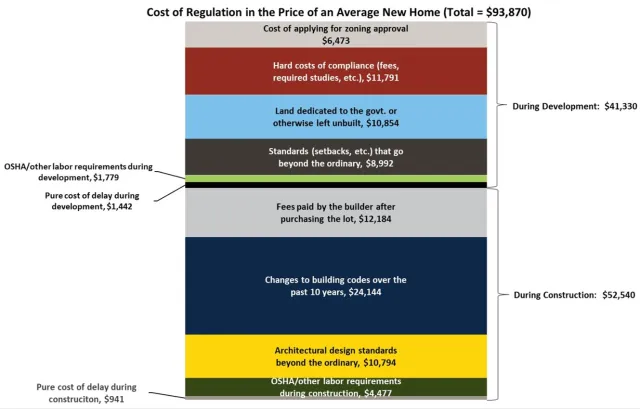 Cost of Regulation in the Price of an Average New Home (Total = $93,870)
Cost of applying for zoning approval
$6,473
Hard costs of compliance (fees,
required studies, etc.), $11,791
During Development:  $41,330
Land dedicated to the govt. or
otherwise left unbuilt, $10,854
Standards (setbacks, etc.) that go
beyond the ordinary, $8,992
OSHA/other labor requirements during
development, $1,779
Pure cost of delay during
development, $1,442
Fees paid by the builder after
purchasing the lot, $12,184
Changes to building codes over the
past 10 years, $24,144
During Construction:  $52,540
Architectural design standards
beyond the ordinary, $10,794
OSHA/other labor requirements
during construction, $4,477
Pure cost of delay during
construciton, $941